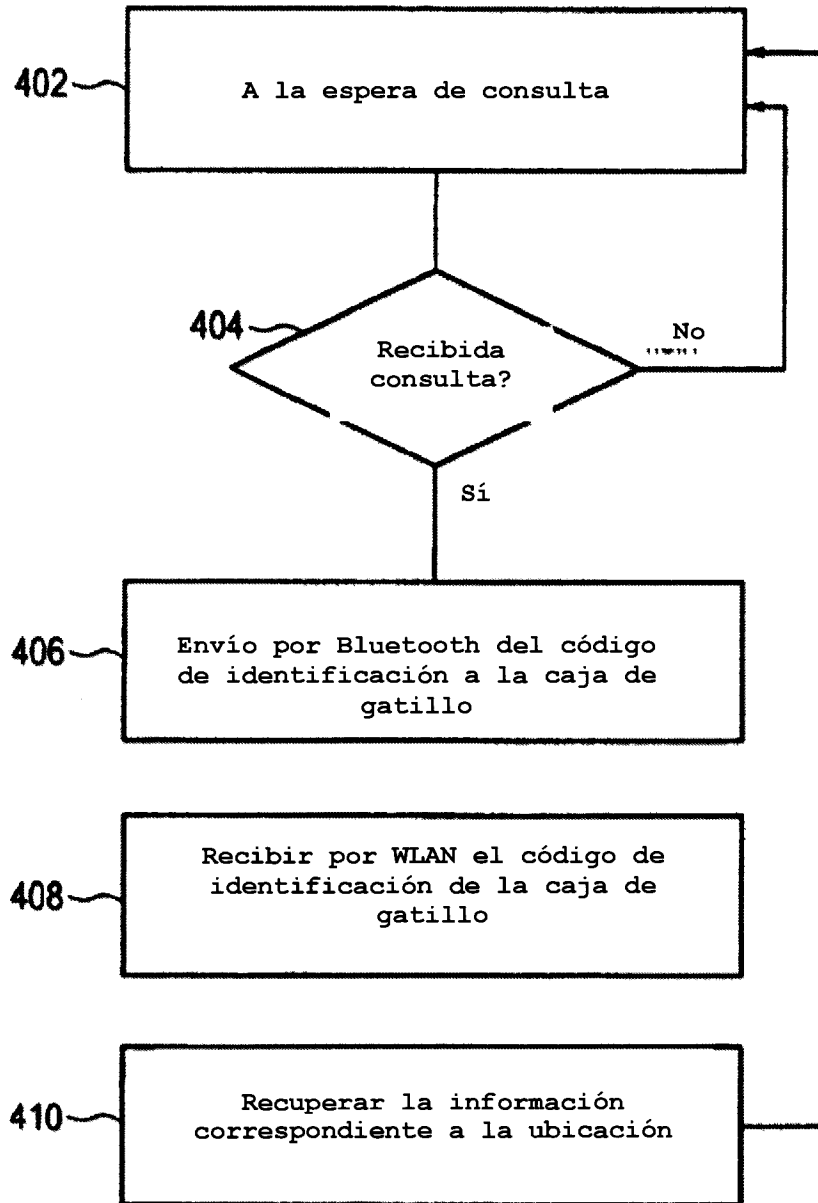 402
A la espera de consulta
404
Recibida
consulta?
No
Sí
406
Envío por Bluetooth del código
de identificación a la caja de
gatillo
408
Recibir por WLAN el código de
identificación de la caja de
gatillo
410
Recuperar la información
correspondiente a la ubicación